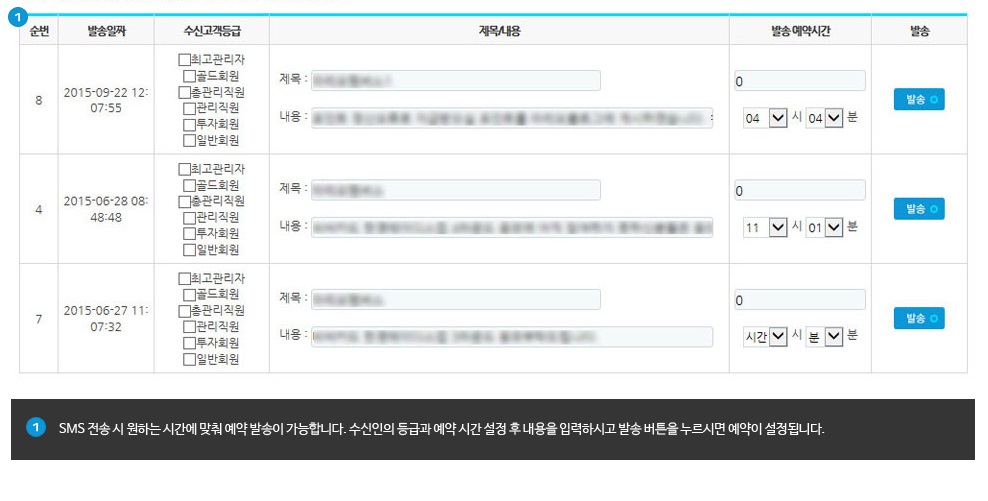 1
순번 발송일짜 수신고객등급 제목/내용 발송 예약시간 발송
8 2015-09-22 12:07:55
최고관리자
골드회원
총관리직원
관리직원
투자회원
일반회원
제목 :
내용 :
0
04 시 04 분
발송
4 2015-06-28 08:48:48
최고관리자
골드회원
총관리직원
관리직원
투자회원
일반회원
제목 :
내용 :
0
11 시 01 분
발송
7 2015-06-27 11:07:32
최고관리자
골드회원
총관리직원
관리직원
투자회원
일반회원
제목 :
내용 :
0
시간 시 분 분
발송
1 SMS 전송 시 원하는 시간에 맞춰 예약 발송이 가능합니다. 수신인의 등급과 예약 시간 설정 후 내용을 입력하시고 발송 버튼을 누르시면 예약이 설정됩니다.